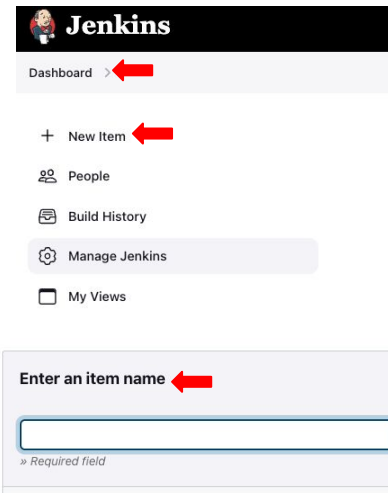 Jenkins
Dashboard
New Item
People
Build History
Manage Jenkins
My Views
Enter an item name
» Required field